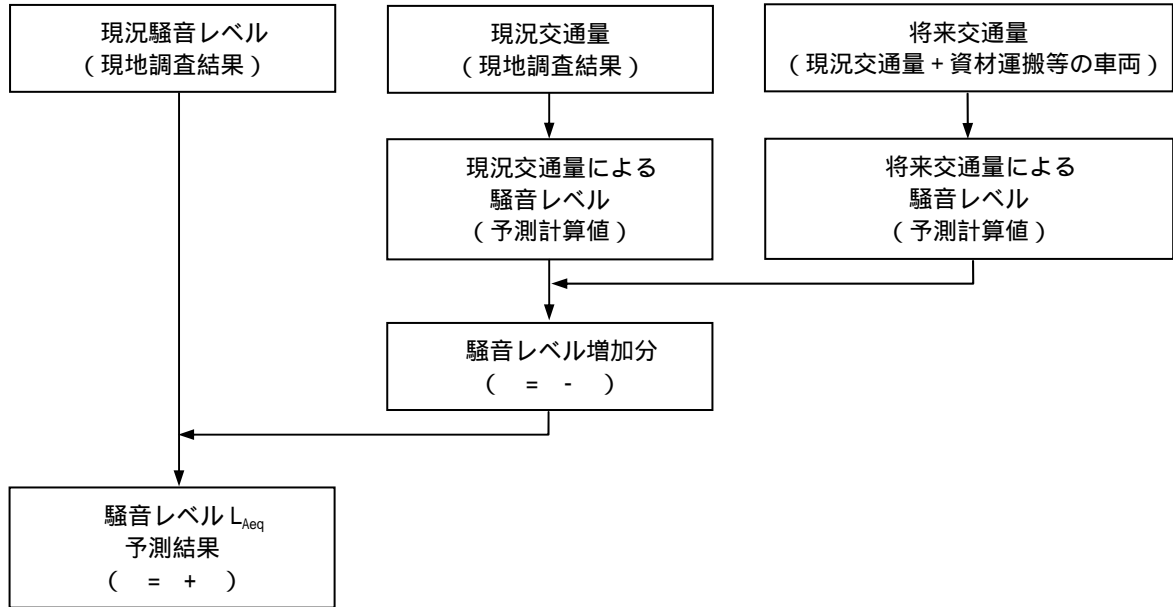 現況騒音レベル
（現地調査結果）
現況交通量
（現地調査結果）
将来交通量
（現況交通量+資材運搬等の車両）
現況交通量による
騒音レベル
（予測計算値）
将来交通量による
騒音レベル
（予測計算値）
騒音レベル増加分
（ = - ）
騒音レベル LAeq
予測結果
（ = + ）